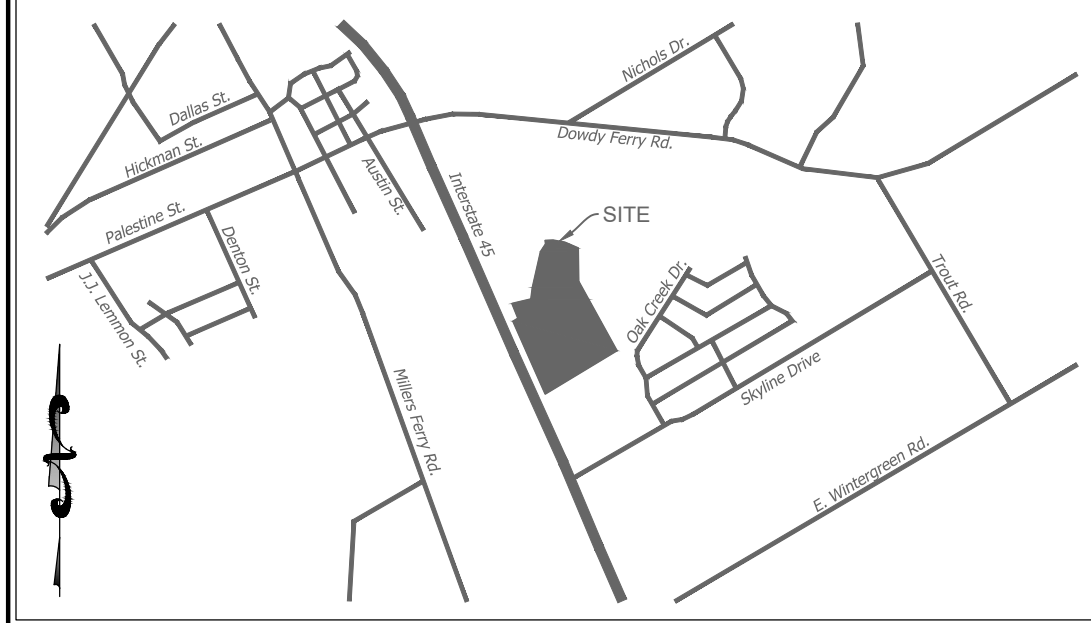 Nichols Dr.
Dallas St.
Dowdy Ferry Rd.
Hickman St.
Austin St.
Interstate 45
Palestine St.
SITE
Denton St.
J.J. Lemmon St.
Oak Creek Dr.
Trout Rd.
Skyline Drive
Millers Ferry Rd.
E. Wintergreen Rd.